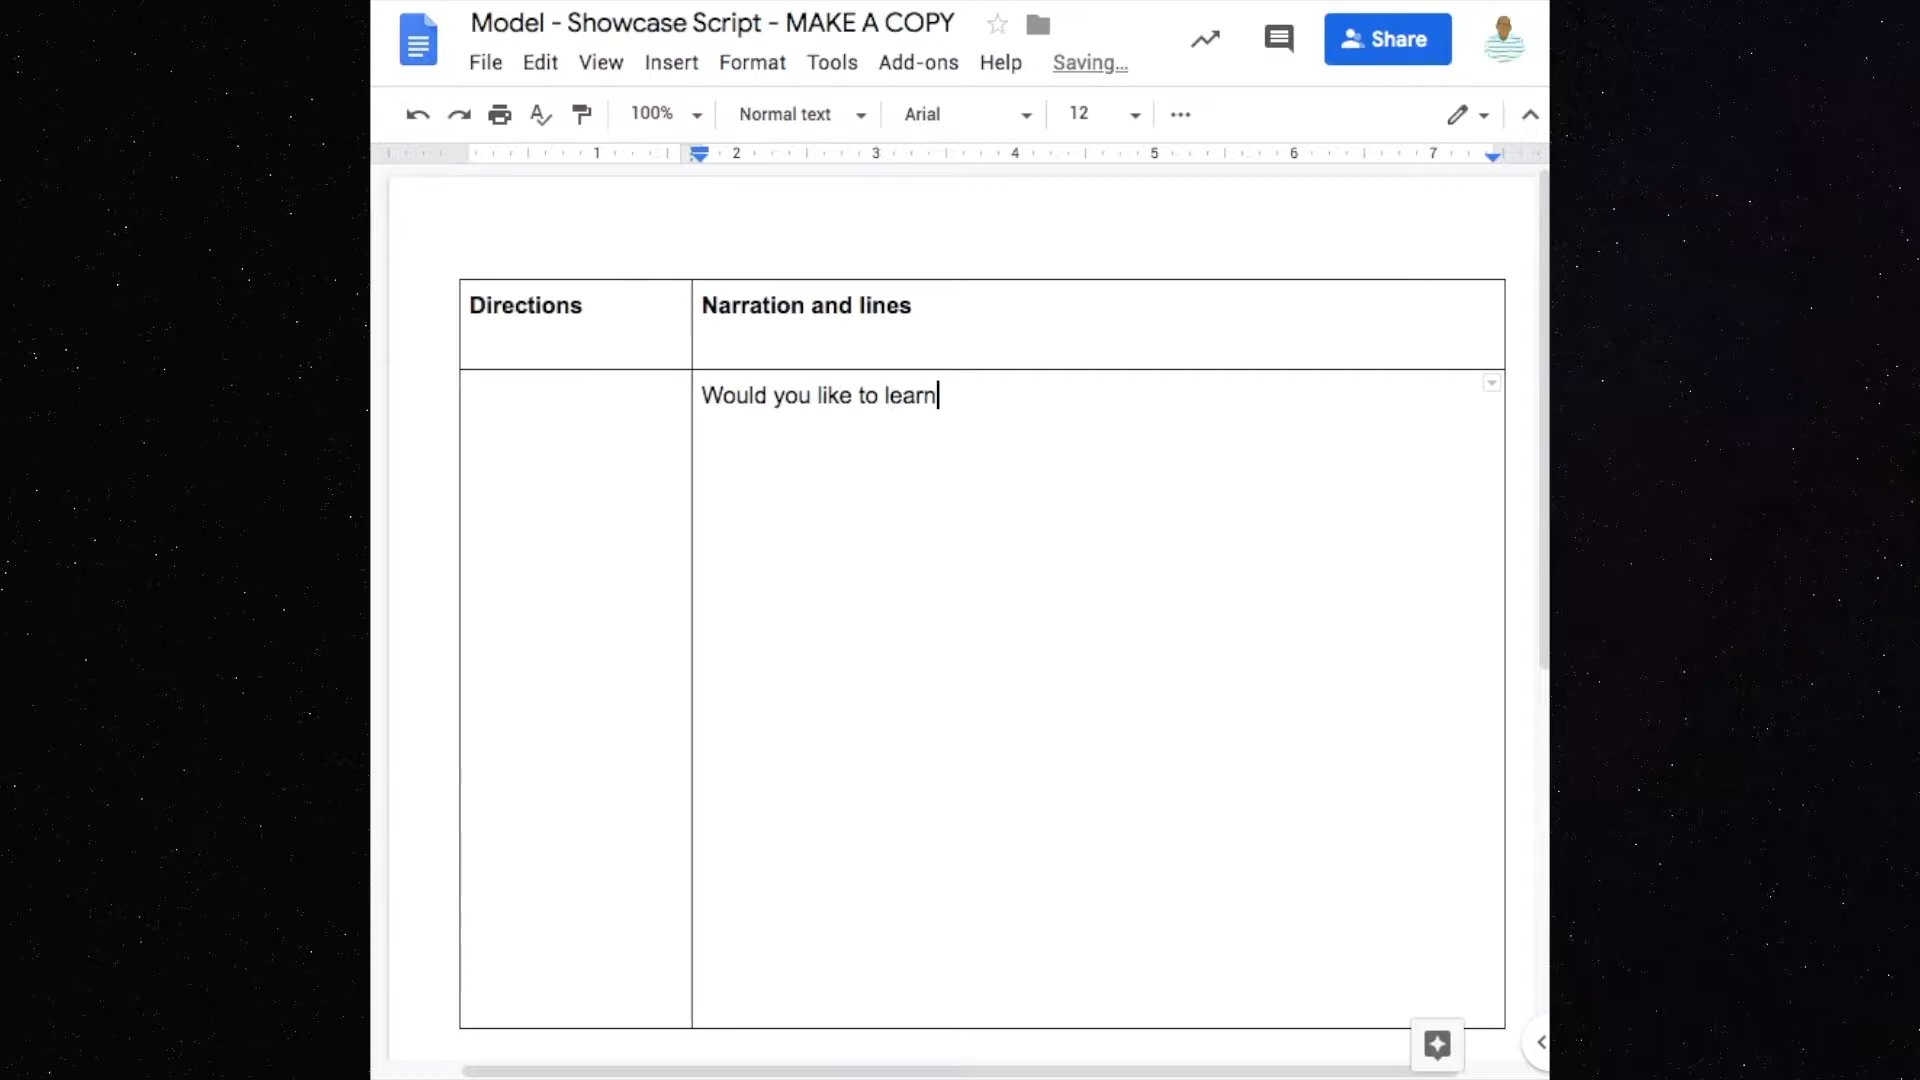 Model - Showcase Script - MAKE A COPY
File Edit View Insert Format Tools Add-ons Help Saving...
Share
100% Normal text Arial 12
1 2 3 4 5 6 7
Directions Narration and lines
Would you like to learn